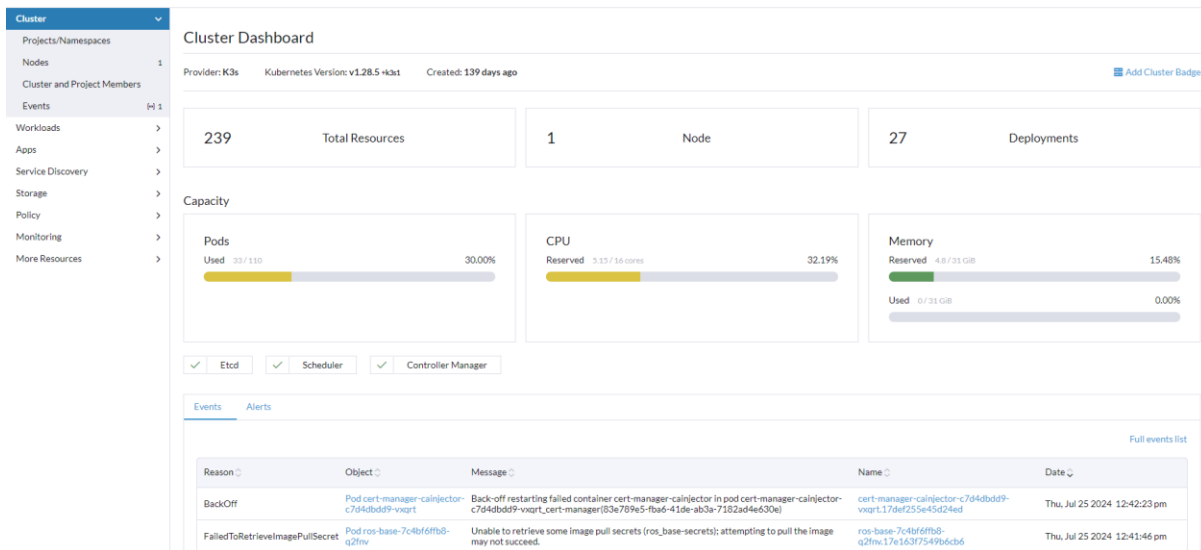 Cluster
Projects/Namespaces
Nodes 1
Cluster and Project Members
Events 1
Workloads
Apps
Service Discovery
Storage
Policy
Monitoring
More Resources
Cluster Dashboard
Provider: K3s Kubernetes Version: v1.28.5 +k3s1 Created: 139 days ago
Add Cluster Badge
239 Total Resources
1 Node
27 Deployments
Capacity
Pods
Used 33 / 110 30.00%
CPU
Reserved 5.15 / 16 cores 32.19%
Memory
Reserved 4.8 / 31 GiB 15.48%
Used 0 / 31 GiB 0.00%
Etcd
Scheduler
Controller Manager
Events Alerts
Full events list
Reason Object Message Name Date
BackOff
Pod cert-manager-cainjector-
c7d4dbdd9-vxqrt
Back-off restarting failed container cert-manager-cainjector in pod cert-manager-cainjector-
c7d4dbdd9-vxqrt_cert-manager(83e789e5-fba6-41de-ab3a-7182ad4e630e)
cert-manager-cainjector-c7d4dbdd9-
vxqrt.17def255e45d24ed
Thu, Jul 25 2024 12:42:23 pm
FailedToRetrieveImagePullSecret
Pod ros-base-7c4bf6ffb8-
q2fnv
Unable to retrieve some image pull secrets (ros_base-secrets); attempting to pull the image
may not succeed.
ros-base-7c4bf6ffb8-
q2fnv.17e163f7549b6cb6
Thu, Jul 25 2024 12:41:46 pm